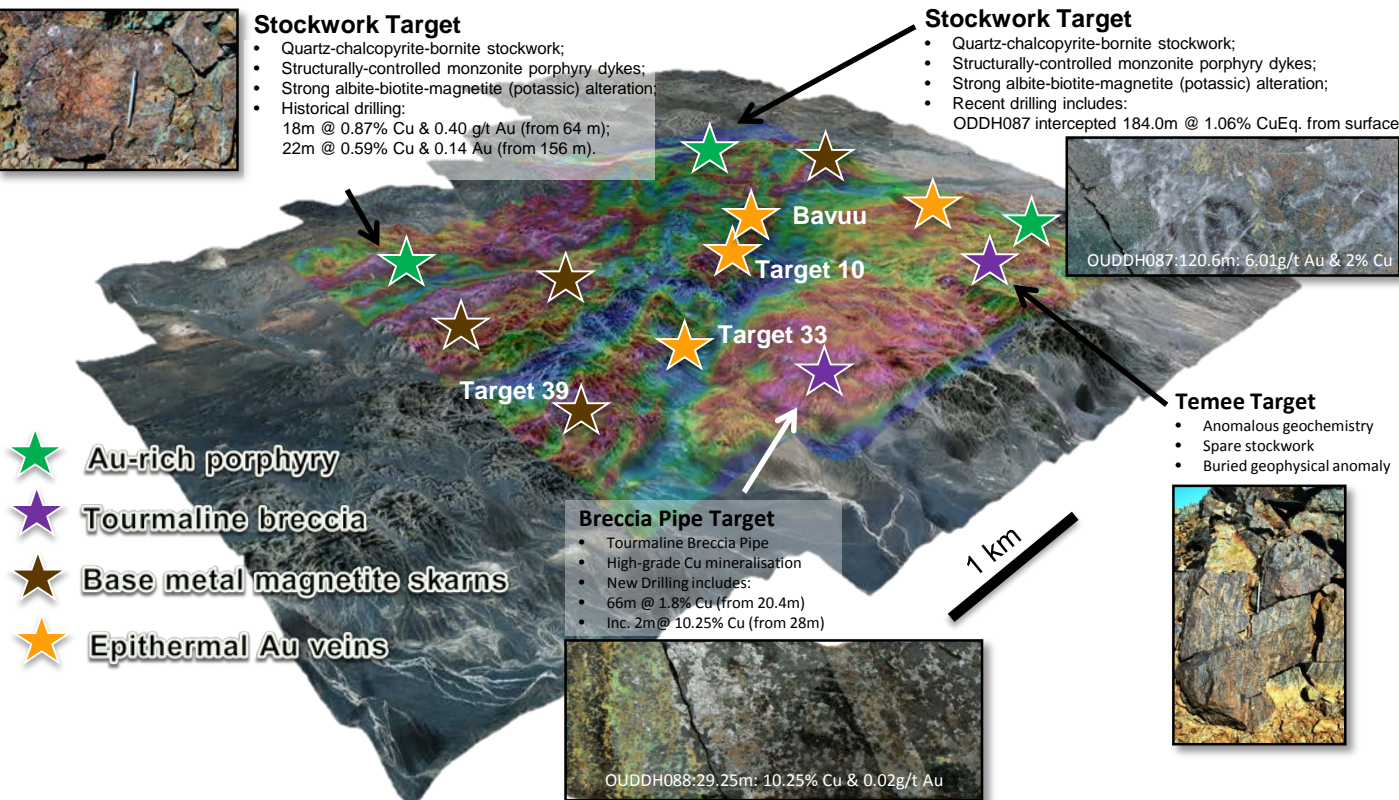 Stockwork Target
• Quartz-chalcopyrite-bornite stockwork;
• Structurally-controlled monzonite porphyry dykes;
• Strong albite-biotite-magnetite (potassic) alteration;
• Historical drilling:
18m @ 0.87% Cu & 0.40 g/t Au (from 64 m);
22m @ 0.59% Cu & 0.14 Au (from 156 m).
Stockwork Target
• Quartz-chalcopyrite-bornite stockwork;
• Structurally-controlled monzonite porphyry dykes;
• Strong albite-biotite-magnetite (potassic) alteration;
• Recent drilling includes:
ODDH087 intercepted 184.0m @ 1.06% CuEq. from surface
OUDDH087:120.6m: 6.01g/t Au & 2% Cu
Bavuu
Target 10
Target 33
Target 39
Temee Target
• Anomalous geochemistry
• Spare stockwork
• Buried geophysical anomaly
Au-rich porphyry
Tourmaline breccia
Base metal magnetite skarns
Epithermal Au veins
Breccia Pipe Target
• Tourmaline Breccia Pipe
• High-grade Cu mineralisation
• New Drilling includes:
• 66m @ 1.8% Cu (from 20.4m)
• Inc. 2m@ 10.25% Cu (from 28m)
1 km
OUDDH088:29.25m: 10.25% Cu & 0.02g/t Au